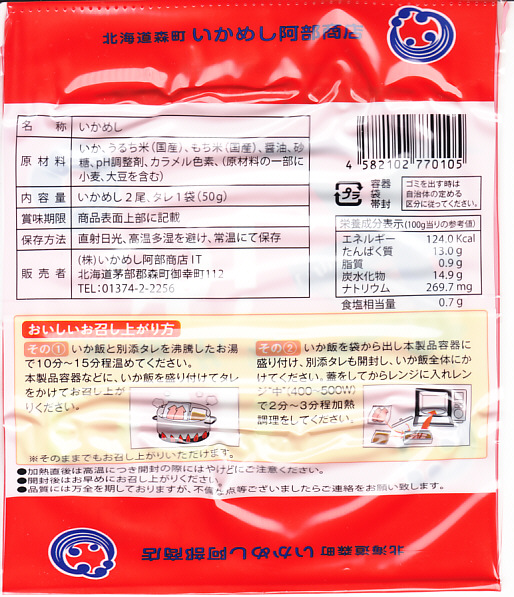 北海道森町 いかめし阿部商店
名称 いかめし
原材料 いか、うるち米(国産)、もち米(国産)、醤油、砂
糖、pH調整剤、カラメル色素、(原材料の一部に
小麦、大豆を含む)
内容量 いかめし2尾、タレ1袋(50g)
賞味期限 商品表面上部に記載
保存方法 直射日光、高温多湿を避け、常温にて保存
販売者 (株)いかめし阿部商店 IT
北海道茅部郡森町御幸町112
TEL:01374-2-2256
4 582102 770105
プラ
容器
袋
帯封
ゴミを出す時は
自治体の定める
区分に従ってください。
栄養成分表示(100g当りの参考値)
エネルギー 124.0 Kcal
たんぱく質 13.0 g
脂質 0.9 g
炭水化物 14.9 g
ナトリウム 269.7 mg
食塩相当量 0.7 g
おいしいお召し上がり方
その① いか飯と別添タレを沸騰したお湯
で10分〜15分程温めてください。
本製品容器などに、いか飯を盛り付けてタレ
をかけてお召し上が
りください。
その② いか飯を袋から出し本製品容器に
盛り付け、別添タレも開封し、いか飯全体にか
けてください。蓋をしてからレンジに入れレン
ジ"中"(400〜500W)
で2分〜3分程加熱
調理をしてください。
※そのままでもお召し上がりいただけます。
●加熱直後は高温につき開封の際にはやけどにご注意ください。
●開封後はお早めにお召し上がりください。
●品質には万全を期しておりますが、不備な点等ございましたらご連絡をお願い致します。
北海道森町 いかめし阿部商店